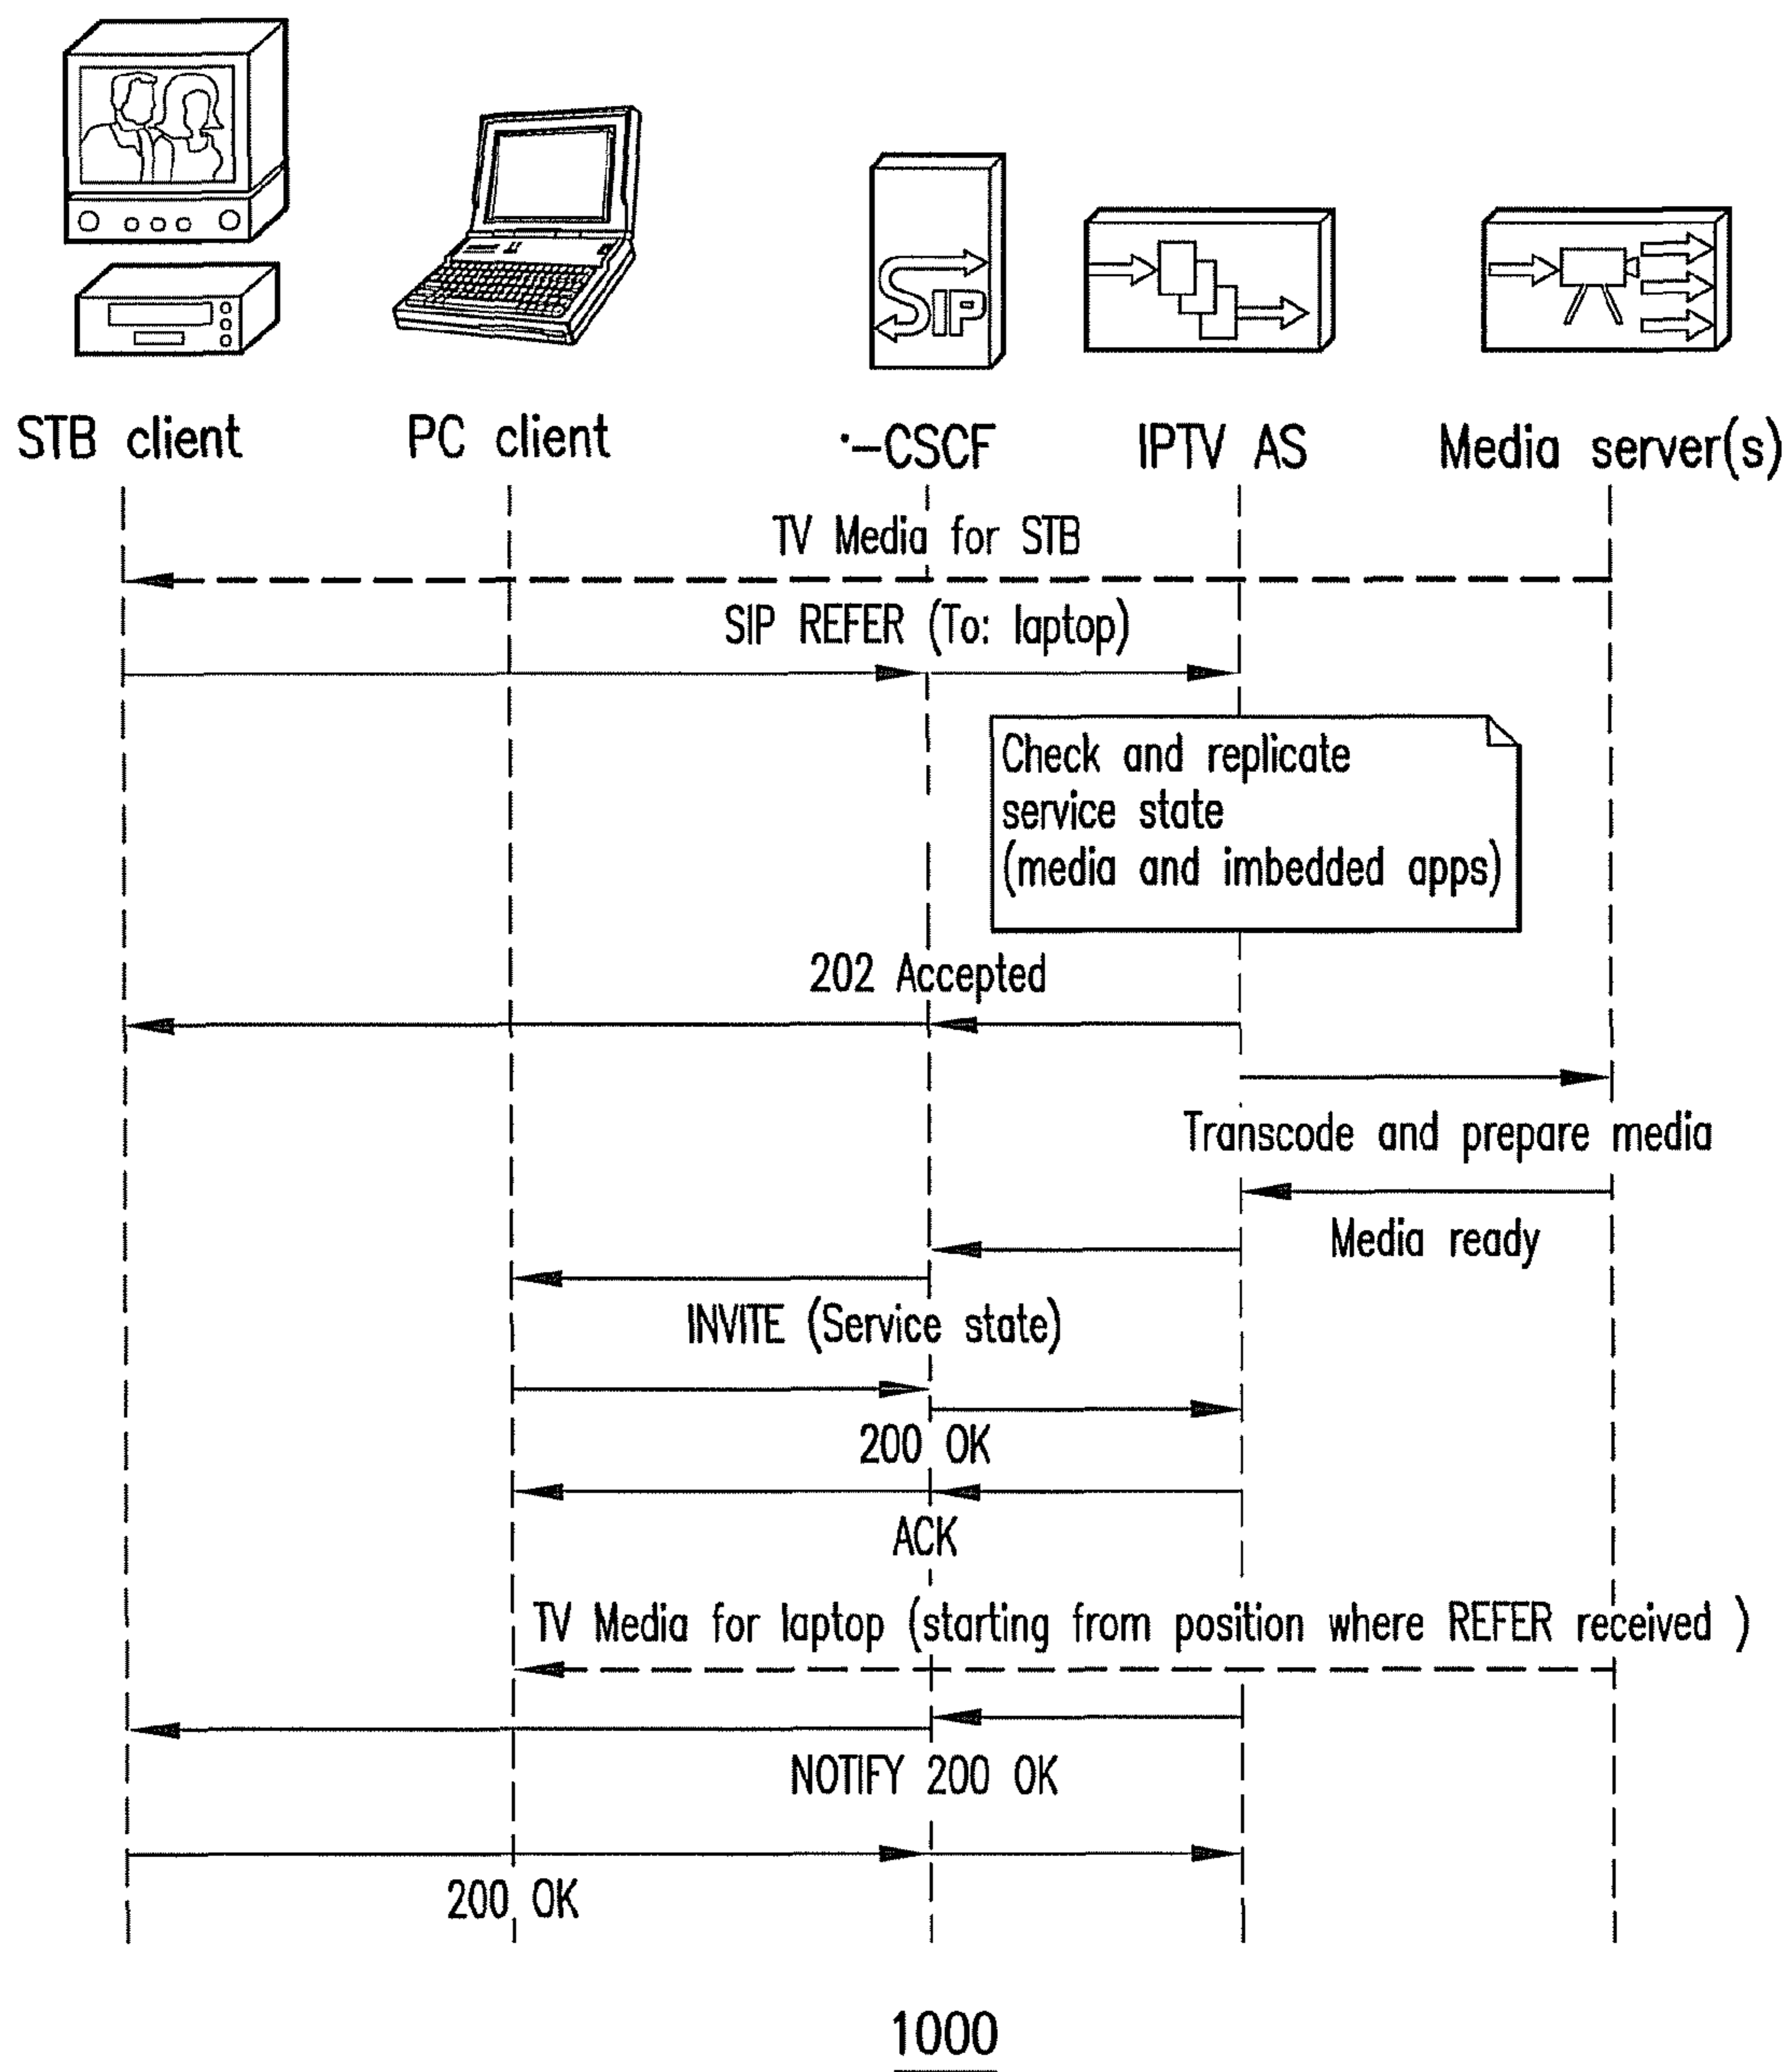 SIP
STB client
PC client
·-CSCF
IPTV AS
Media server(s)
TV Media for STB
SIP REFER (To: laptop)
Check and replicate
service state
(media and imbedded apps)
202 Accepted
Transcode and prepare media
Media ready
INVITE (Service state)
200 OK
ACK
TV Media for laptop (starting from position where REFER received )
NOTIFY 200 OK
200 OK
1000